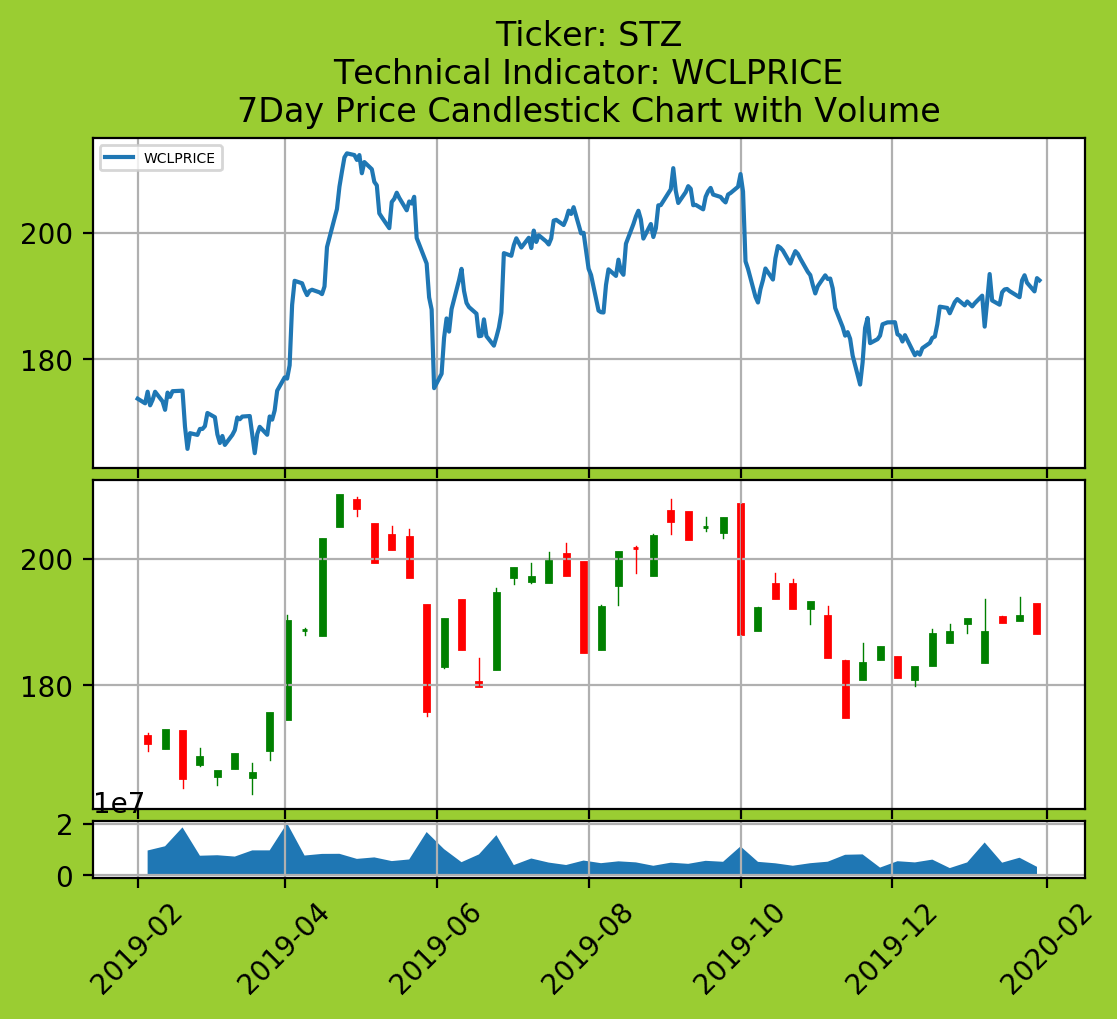 Ticker: STZ
Technical Indicator: WCLPRICE
7Day Price Candlestick Chart with Volume
WCLPRICE
200
180
200
180
1e7
2
0
2019-02
2019-04
2019-06
2019-08
2019-10
2019-12
2020-02